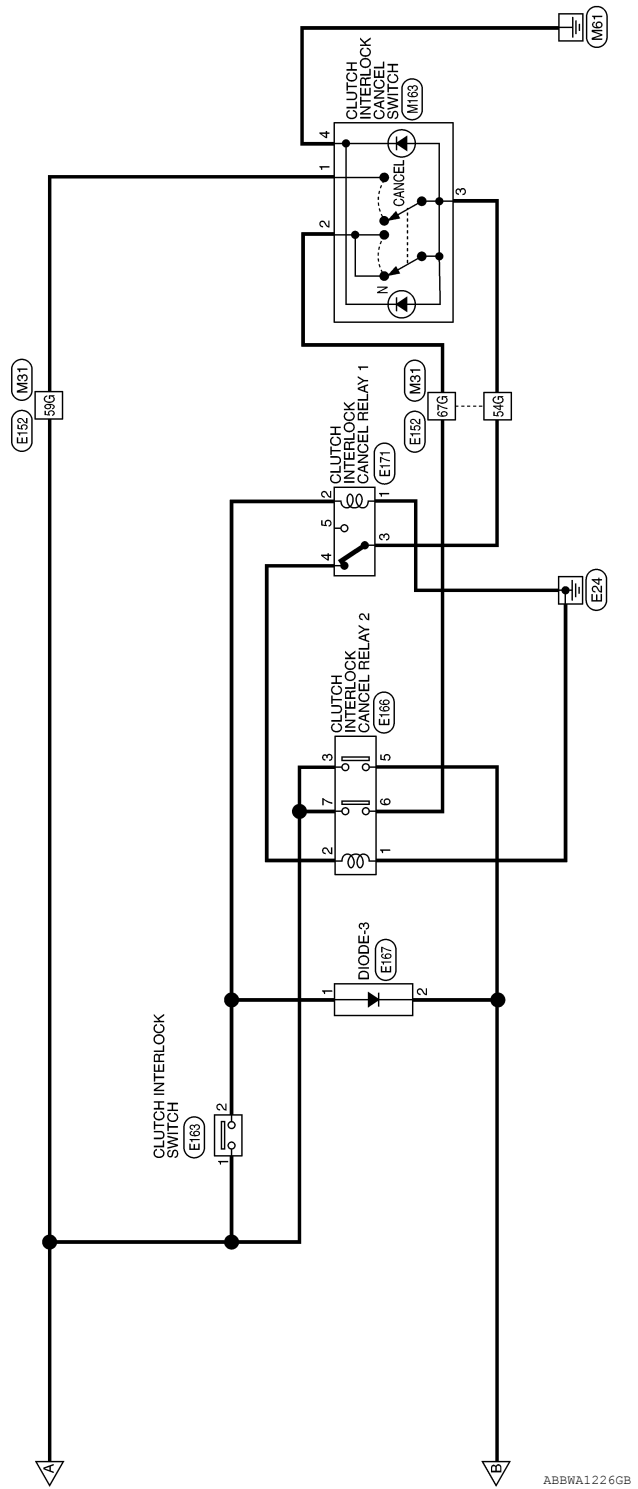 M61
CLUTCH
INTERLOCK
CANCEL
SWITCH
M163
4
1
2
3
CANCEL
N
M31
59G
E152
M31
67G
E152
54G
CLUTCH
INTERLOCK
CANCEL RELAY 1
E171
2
5
4
1
3
E24
CLUTCH
INTERLOCK
CANCEL RELAY 2
E166
3
7
2
5
6
1
DIODE-3
E167
1
2
CLUTCH INTERLOCK
SWITCH
E163
2
1
A
B
ABBWA1226GB